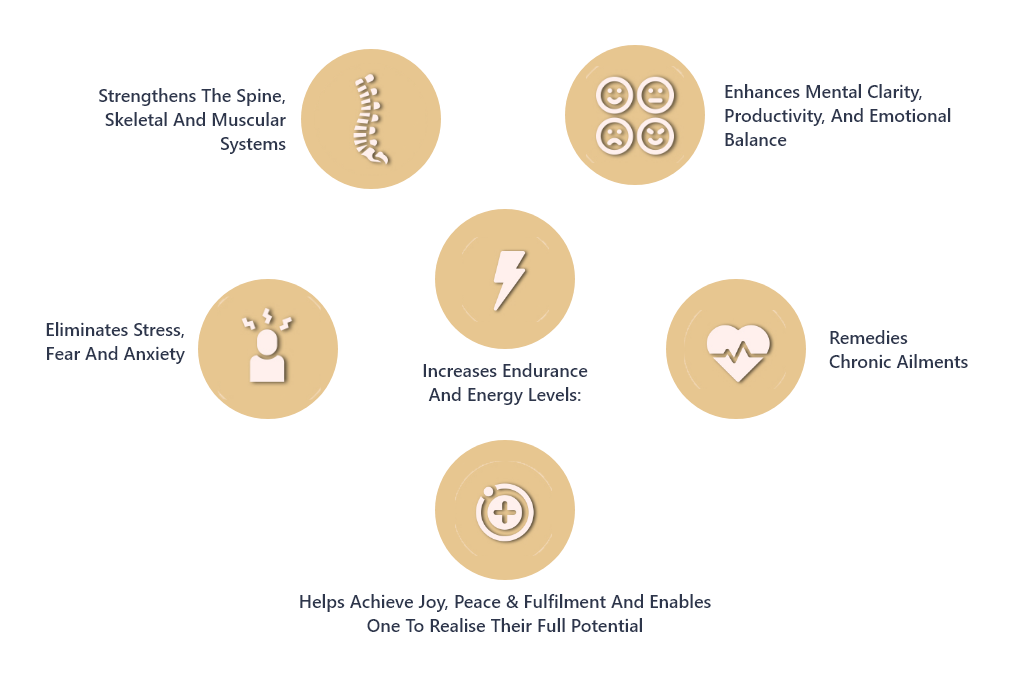 Strengthens The Spine,
Skeletal And Muscular
Systems
Enhances Mental Clarity,
Productivity, And Emotional
Balance
Eliminates Stress,
Fear And Anxiety
Increases Endurance
And Energy Levels:
Remedies
Chronic Ailments
Helps Achieve Joy, Peace & Fulfilment And Enables
One To Realise Their Full Potential